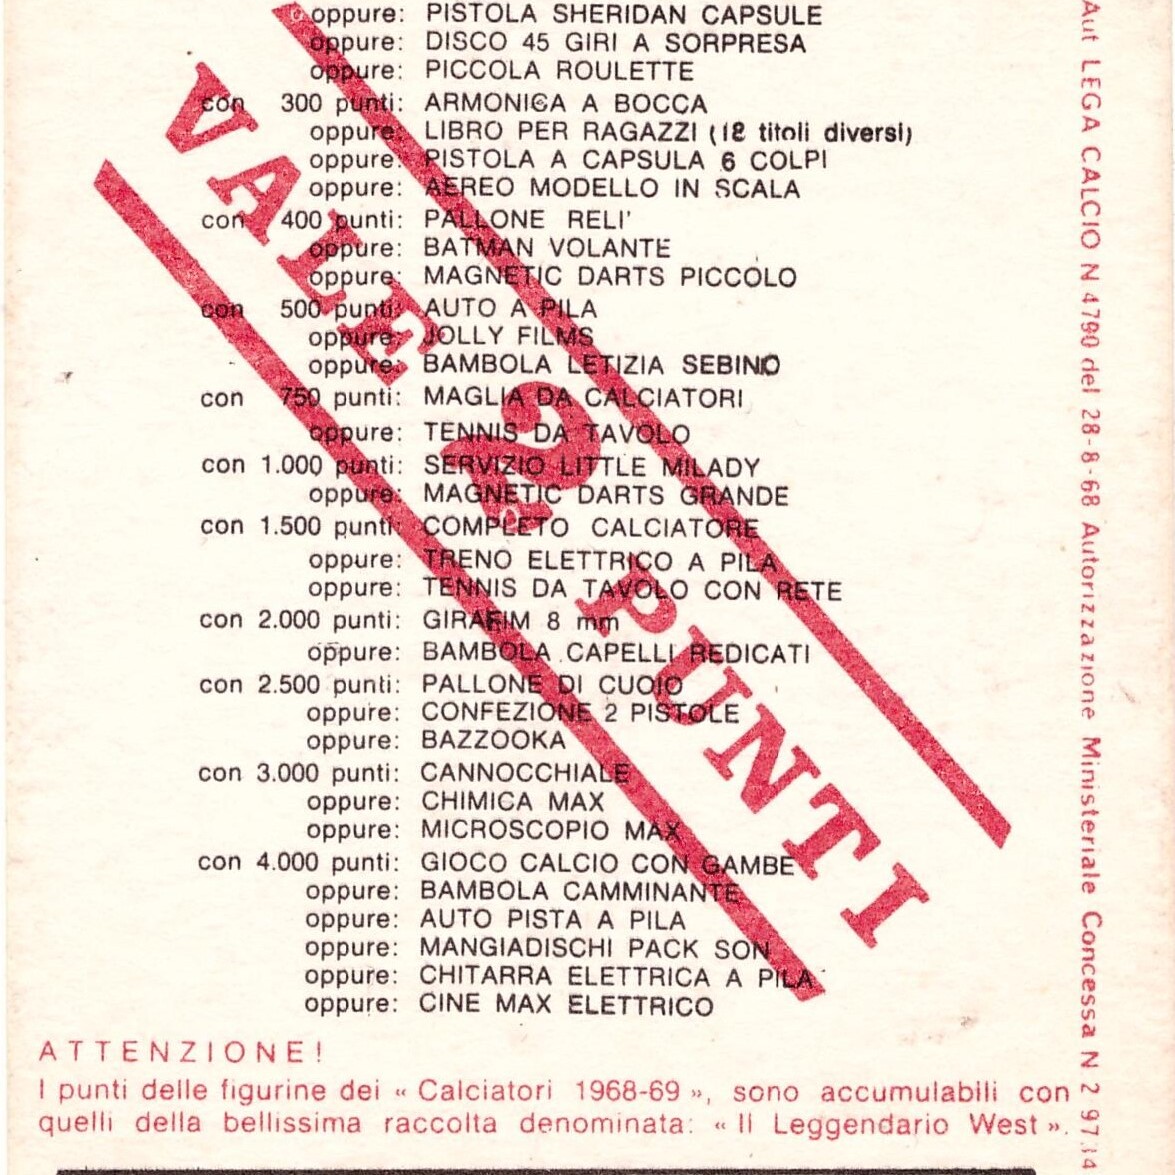 oppure: PISTOLA SHERIDAN CAPSULE
oppure: DISCO 45 GIRI A SORPRESA
oppure: PICCOLA ROULETTE
con 300 punti: ARMONICA A BOCCA
oppure: LIBRO PER RAGAZZI (18 titoli diversi)
oppure: PISTOLA A CAPSULA 6 COLPI
oppure: AEREO MODELLO IN SCALA
con 400 punti: PALLONE RELI'
oppure: BATMAN VOLANTE
oppure: MAGNETIC DARTS PICCOLO
con 500 punti: AUTO A PILA
oppure: JOLLY FILMS
oppure: BAMBOLA LETIZIA SEBINO
con 750 punti: MAGLIA DA CALCIATORI
oppure: TENNIS DA TAVOLO
con 1.000 punti: SERVIZIO LITTLE MILADY
oppure: MAGNETIC DARTS GRANDE
con 1.500 punti: COMPLETO CALCIATORE
oppure: TRENO ELETTRICO A PILA
oppure: TENNIS DA TAVOLO CON RETE
con 2.000 punti: GIRAFIM 8 mm
oppure: BAMBOLA CAPELLI REDICATI
con 2.500 punti: PALLONE DI CUOIO
oppure: CONFEZIONE 2 PISTOLE
oppure: BAZZOOKA
con 3.000 punti: CANNOCCHIALE
oppure: CHIMICA MAX
oppure: MICROSCOPIO MAX
con 4.000 punti: GIOCO CALCIO CON GAMBE
oppure: BAMBOLA CAMMINANTE
oppure: AUTO PISTA A PILA
oppure: MANGIADISCHI PACK SON
oppure: CHITARRA ELETTRICA A PILA
oppure: CINE MAX ELETTRICO
VALE 2 PUNTI
ATTENZIONE!
I punti delle figurine dei « Calciatori 1968-69 », sono accumulabili con
quelli della bellissima raccolta denominata: « Il Leggendario West ».
Aut LEGA CALCIO N 4790 del 28-8-68 Autorizzazione Ministeriale Concessa N 2